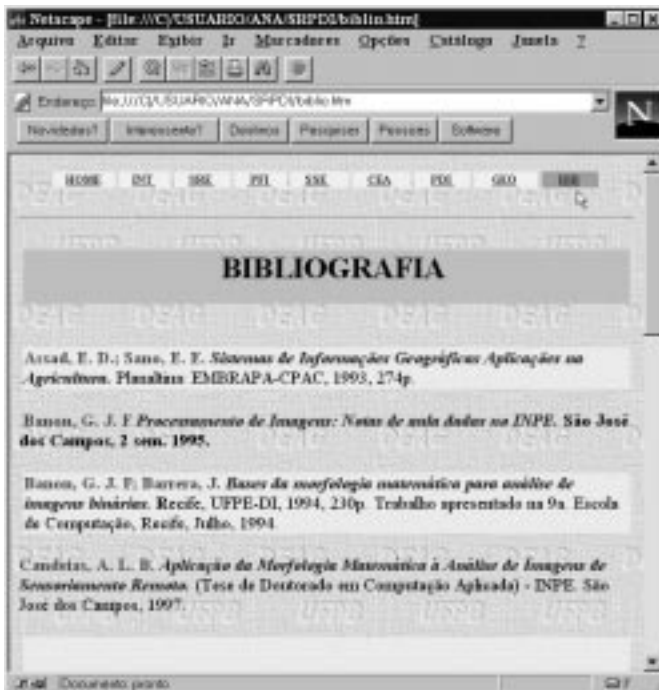 Netscape - [file:///C|/USUARIO/ANA/SRPDI/biblio.htm]
Arquivo Editar Exibir Ir Marcadores Opções Catálogo Janela ?
Endereço: file:///C|/USUARIO/ANA/SRPDI/biblio.htm
N
Novidades! Interessante! Destinos Pesquisas Pessoas Software
HOME INT SRE PFI SNE CEA PDI GEO BIB
BIBLIOGRAFIA
Assad, E. D.; Sano, E. E. Sistemas de Informações Geográficas Aplicações na
Agricultura. Planaltina EMBRAPA-CPAC, 1993, 274p.
Banon, G. J. F Processamento de Imagens: Notas de aula dadas no INPE. São José
dos Campos, 2 sem. 1995.
Banon, G. J. F; Barrera, J. Bases da morfologia matemática para análise de
imagens binárias. Recife, UFPE-DI, 1994, 230p. Trabalho apresentado na 9a. Escola
de Computação, Recife, Julho, 1994.
Candeias, A. L. B. Aplicação da Morfologia Matemática à Análise de Imagens de
Sensoriamento Remoto. (Tese de Doutorado em Computação Aplicada) - INPE. São
José dos Campos, 1997.
Documento: pronto